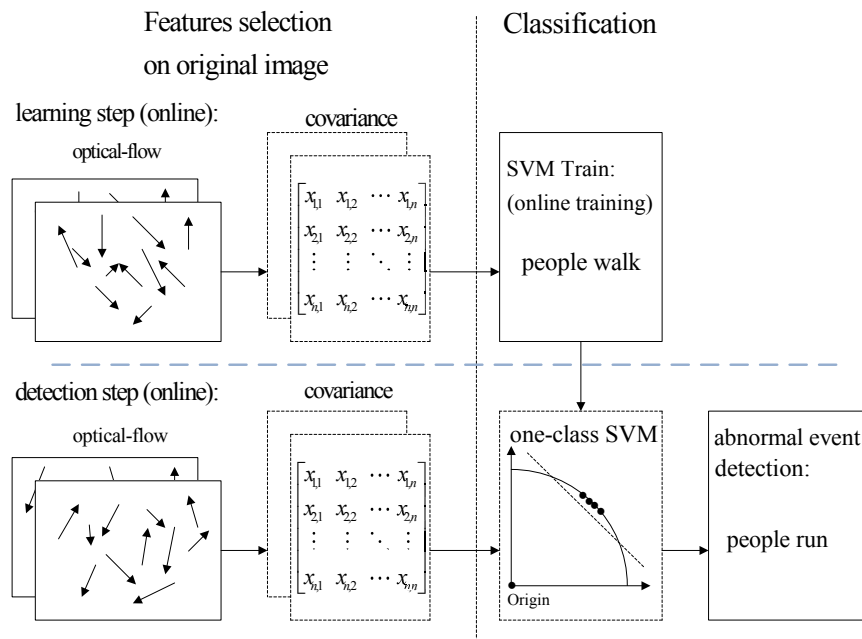 Features selection
on original image
Classification
learning step (online):
optical-flow
covariance
x1,1 x1,2 ⋯ x1,n
x2,1 x2,2 ⋯ x2,n
⋮ ⋮ ⋱ ⋮
xn,1 xn,2 ⋯ xn,n
SVM Train:
(online training)
people walk
detection step (online):
optical-flow
covariance
x1,1 x1,2 ⋯ x1,n
x2,1 x2,2 ⋯ x2,n
⋮ ⋮ ⋱ ⋮
xn,1 xn,2 ⋯ xn,n
one-class SVM
Origin
abnormal event
detection:
people run